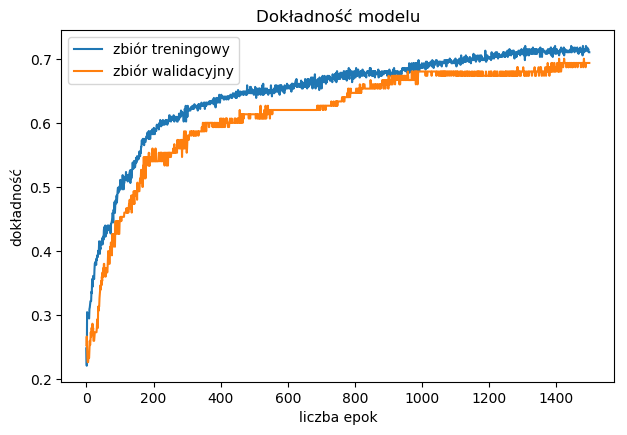 Dokładność modelu
zbiór treningowy
zbiór walidacyjny
dokładność
0.7
0.6
0.5
0.4
0.3
0.2
0 200 400 600 800 1000 1200 1400
liczba epok